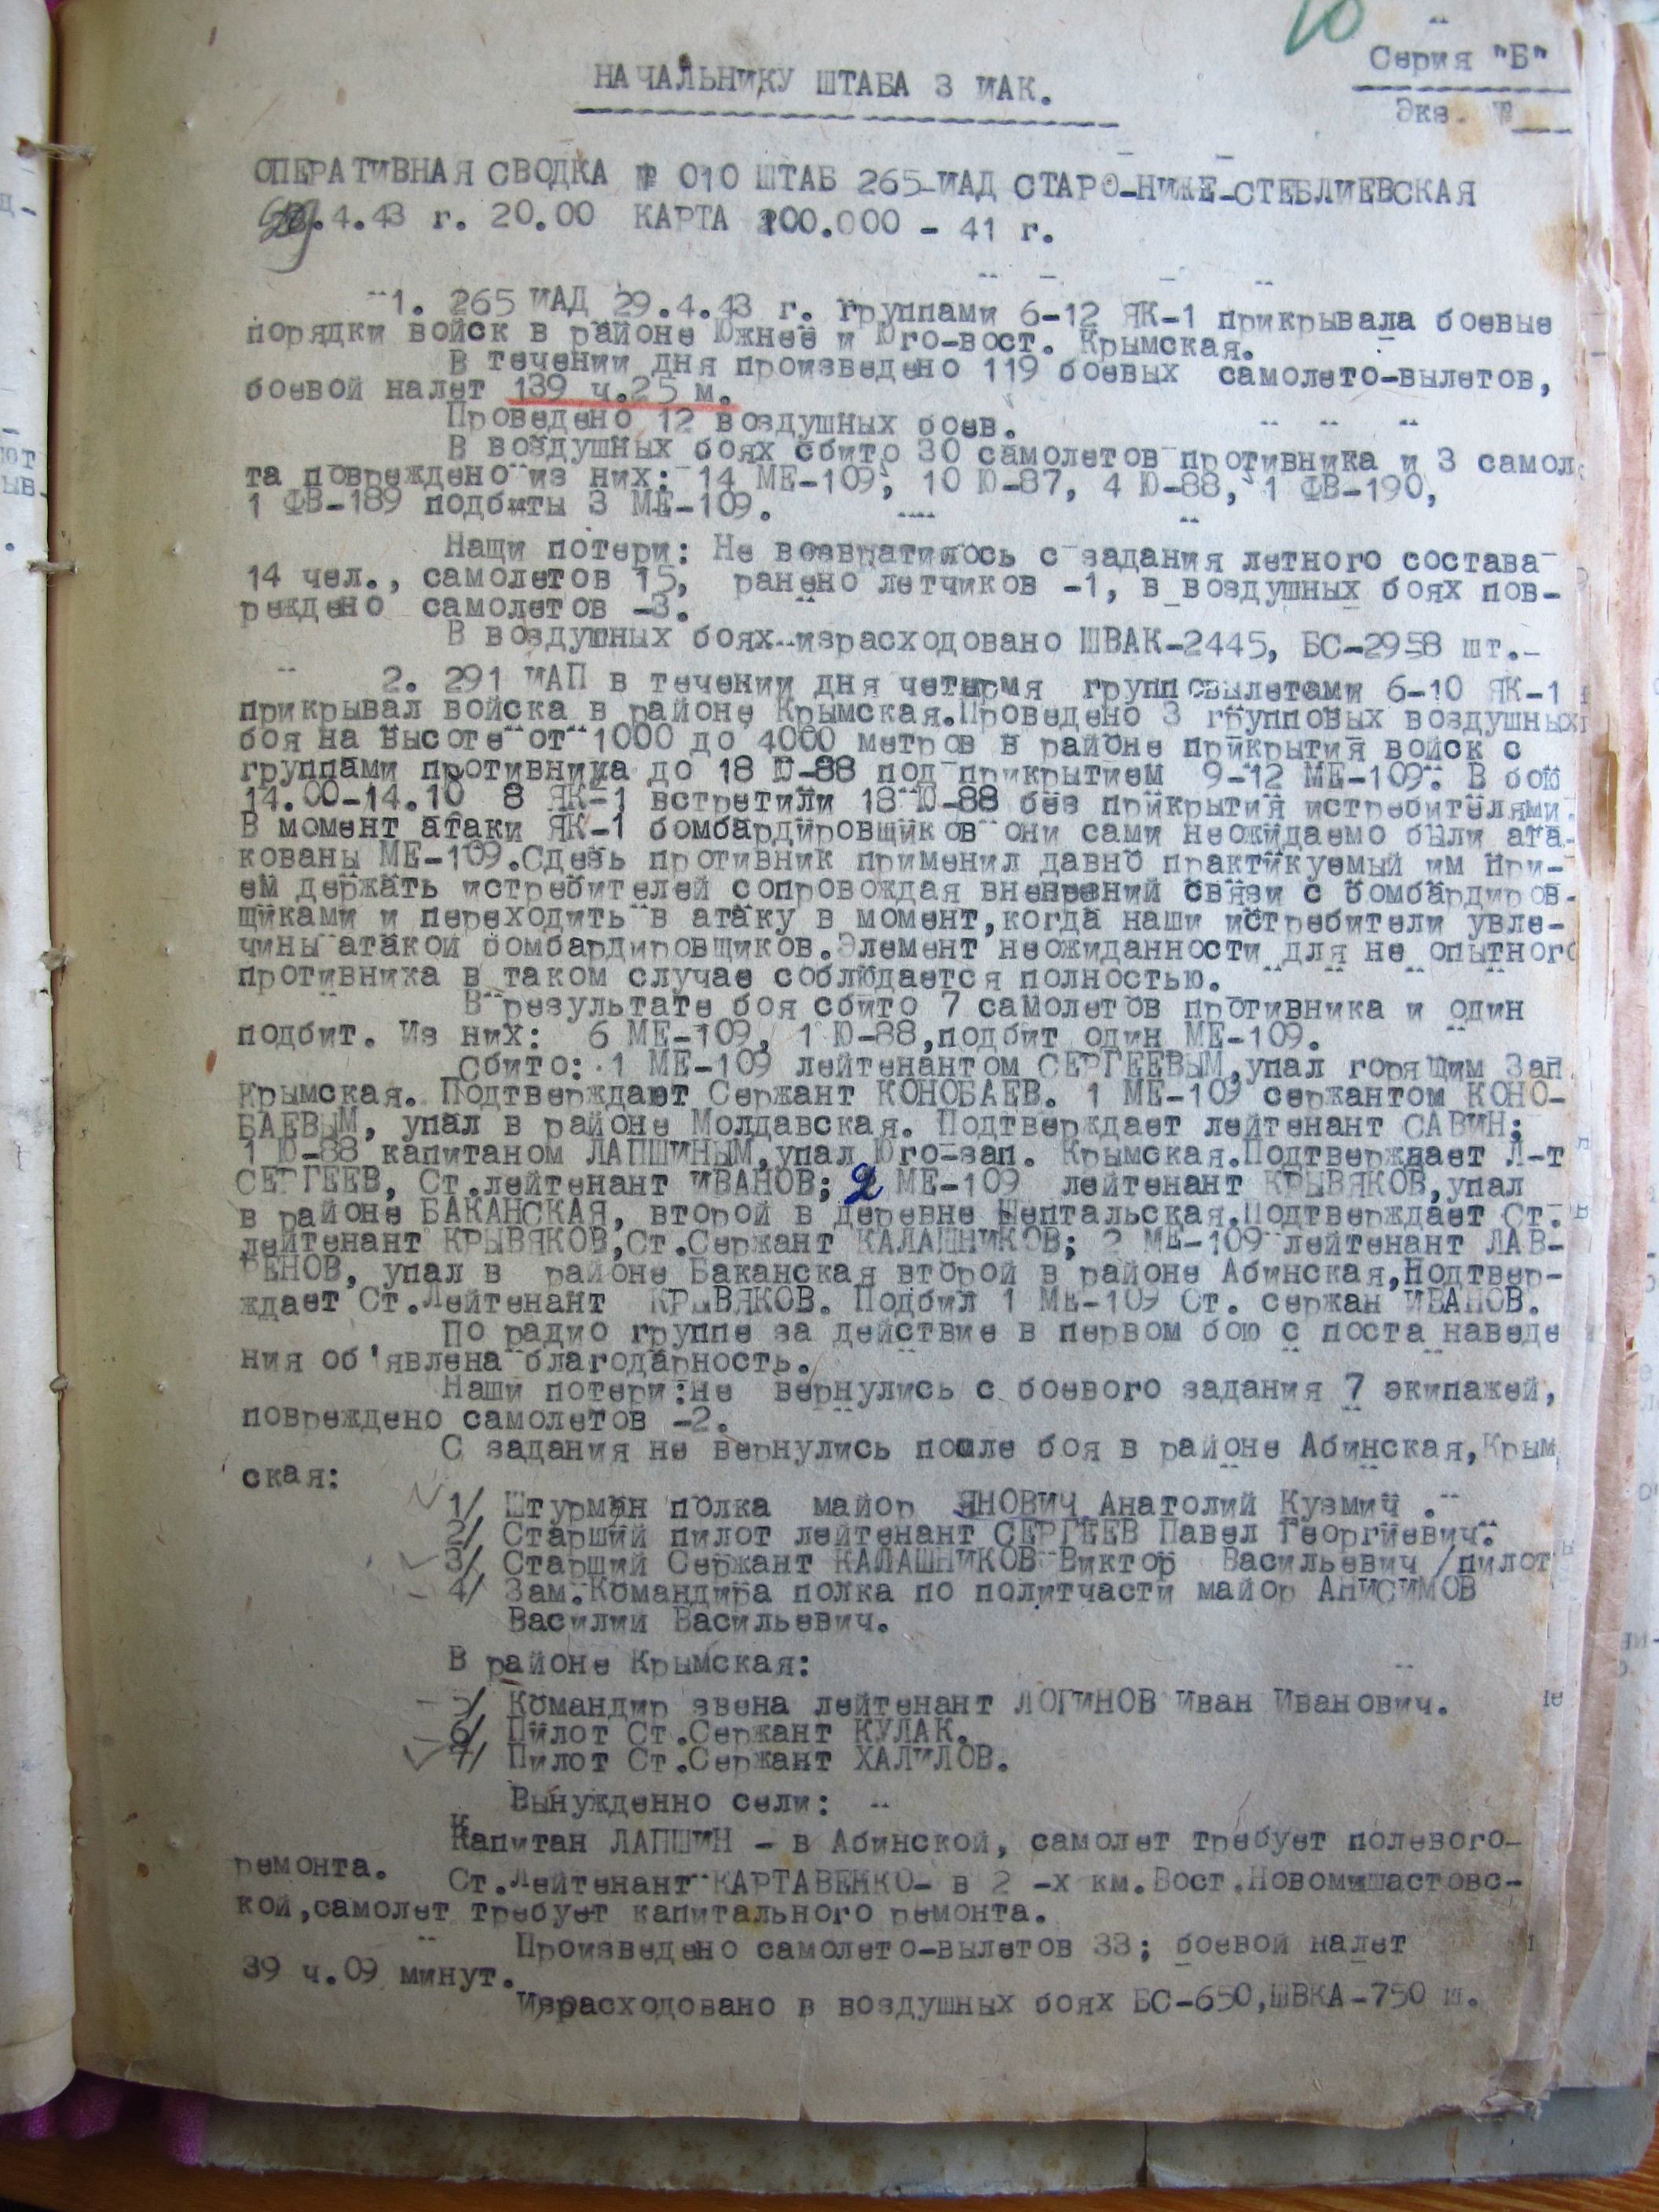 10
Серия "Б"
НАЧАЛЬНИКУ ШТАБА 3 ИАК.
Экз. №___
ОПЕРАТИВНАЯ СВОДКА № 010 ШТАБ 265-ИАД СТАРО-НИЖЕ-СТЕБЛИЕВСКАЯ
29.4.43 г. 20.00 КАРТА 100.000 - 41 г.
1. 265 ИАД 29.4.43 г. группами 6-12 ЯК-1 прикрывала боевые
порядки войск в районе Южнее и Юго-вост. Крымская.
В течении дня произведено 119 боевых самолето-вылетов,
боевой налет 139 ч.25 м.
Проведено 12 воздушных боев.
В воздушных боях сбито 30 самолетов противника и 3 самол
та повреждено из них: 14 МЕ-109, 10 Ю-87, 4 Ю-88, 1 ФВ-190,
1 ФВ-189 подбиты 3 МЕ-109.
Нащи потери: Не возвратилось с задания летного состава
14 чел., самолетов 15, ранено летчиков -1, в воздушных боях пов-
реждено самолетов -3.
В воздушных боях израсходовано ШВАК-2445, БС-2958 шт.-
2. 291 ИАП в течении дня четырмя групповылетами 6-10 ЯК-1
прикрывал войска в районе Крымская.Проведено 3 групповых воздушных
боя на высоте от 1000 до 4000 метров в районе прикрытия войск с
группами противника до 18 Ю-88 под прикрытием 9-12 МЕ-109. В бою
14.00-14.10 8 ЯК-1 встретили 18 Ю-88 без прикрытия истребителями.
В момент атаки ЯК-1 бомбардировщиков они сами неожидаемо были ата-
кованы МЕ-109.Сдезь противник применил давно практикуемый им при-
ем держать истребителей сопровождая вне связи с бомбардиров-
щиками и переходить в атаку в момент,когда наши истребители увле-
чины атакой бомбардировщиков.Элемент неожиданности для не опытного
противника в таком случае соблюдается полностью.
В результате боя сбито 7 самолетов противника и один
подбит. Из них: 6 МЕ-109, 1 Ю-88,подбит один МЕ-109.
Сбито: 1 МЕ-109 лейтенантом СЕРГЕЕВЫМ,упал горящим Зап.
Крымская. Подтверждают Сержант КОНОБАЕВ. 1 МЕ-109 сержантом КОНО-
БАЕВЫМ, упал в районе Молдавская. Подтверждает лейтенант САВИН;
1 Ю-88 капитаном ЛАПШИНЫМ,упал Юго-зап. Крымская.Подтверждает Л-т
СЕРГЕЕВ, Ст.лейтенант ИВАНОВ; 2 МЕ-109 лейтенант КРЫВЯКОВ,упал
в районе БАКАНСКАЯ, второй в деревне Шептальская.Подтверждает Ст.
лейтенант КРЫВЯКОВ,Ст.Сержант КАЛАШНИКОВ; 2 МЕ-109 лейтенант ЛАВ-
РЕНОВ, упал в районе Баканская второй в районе Абинская,Подтвер-
ждает Ст.Лейтенант КРЫВЯКОВ. Подбил 1 МЕ-109 Ст. сержан ИВАНОВ.
По радио группе за действие в первом бою с поста наведе
ния об'явлена благодарность.
Наши потери:не вернулись с боевого задания 7 экипажей,
повреждено самолетов -2.
С задания не вернулись после боя в районе Абинская,Крым
ская:
1/ Штурман полка майор ЯНОВИЧ Анатолий Кузмич .
2/ Старший пилот лейтенант СЕРГЕЕВ Павел Георгиевич.
3/ Старший Сержант КАЛАШНИКОВ Виктор Васильевич /пилот
4/ Зам.Командира полка по политчасти майор АНИСИМОВ
Василий Васильевич.
В районе Крымская:
5/ Командир звена лейтенант ЛОГИНОВ Иван Иванович.
6/ Пилот Ст.Сержант КУЛАК.
7/ Пилот Ст.Сержант ХАЛИЛОВ.
Вынужденно сели:
Капитан ЛАПШИН - в Абинской, самолет требует полевого
ремонта.
Ст.Лейтенант КАРТАВЕНКО- в 2 -х км.Вост.Новомишастовс-
кой,самолет требует капитального ремонта.
Произведено самолето-вылетов 33; боевой налет
39 ч.09 минут.
Израсходовано в воздушных боях БС-650,ШВКА-750 ш.